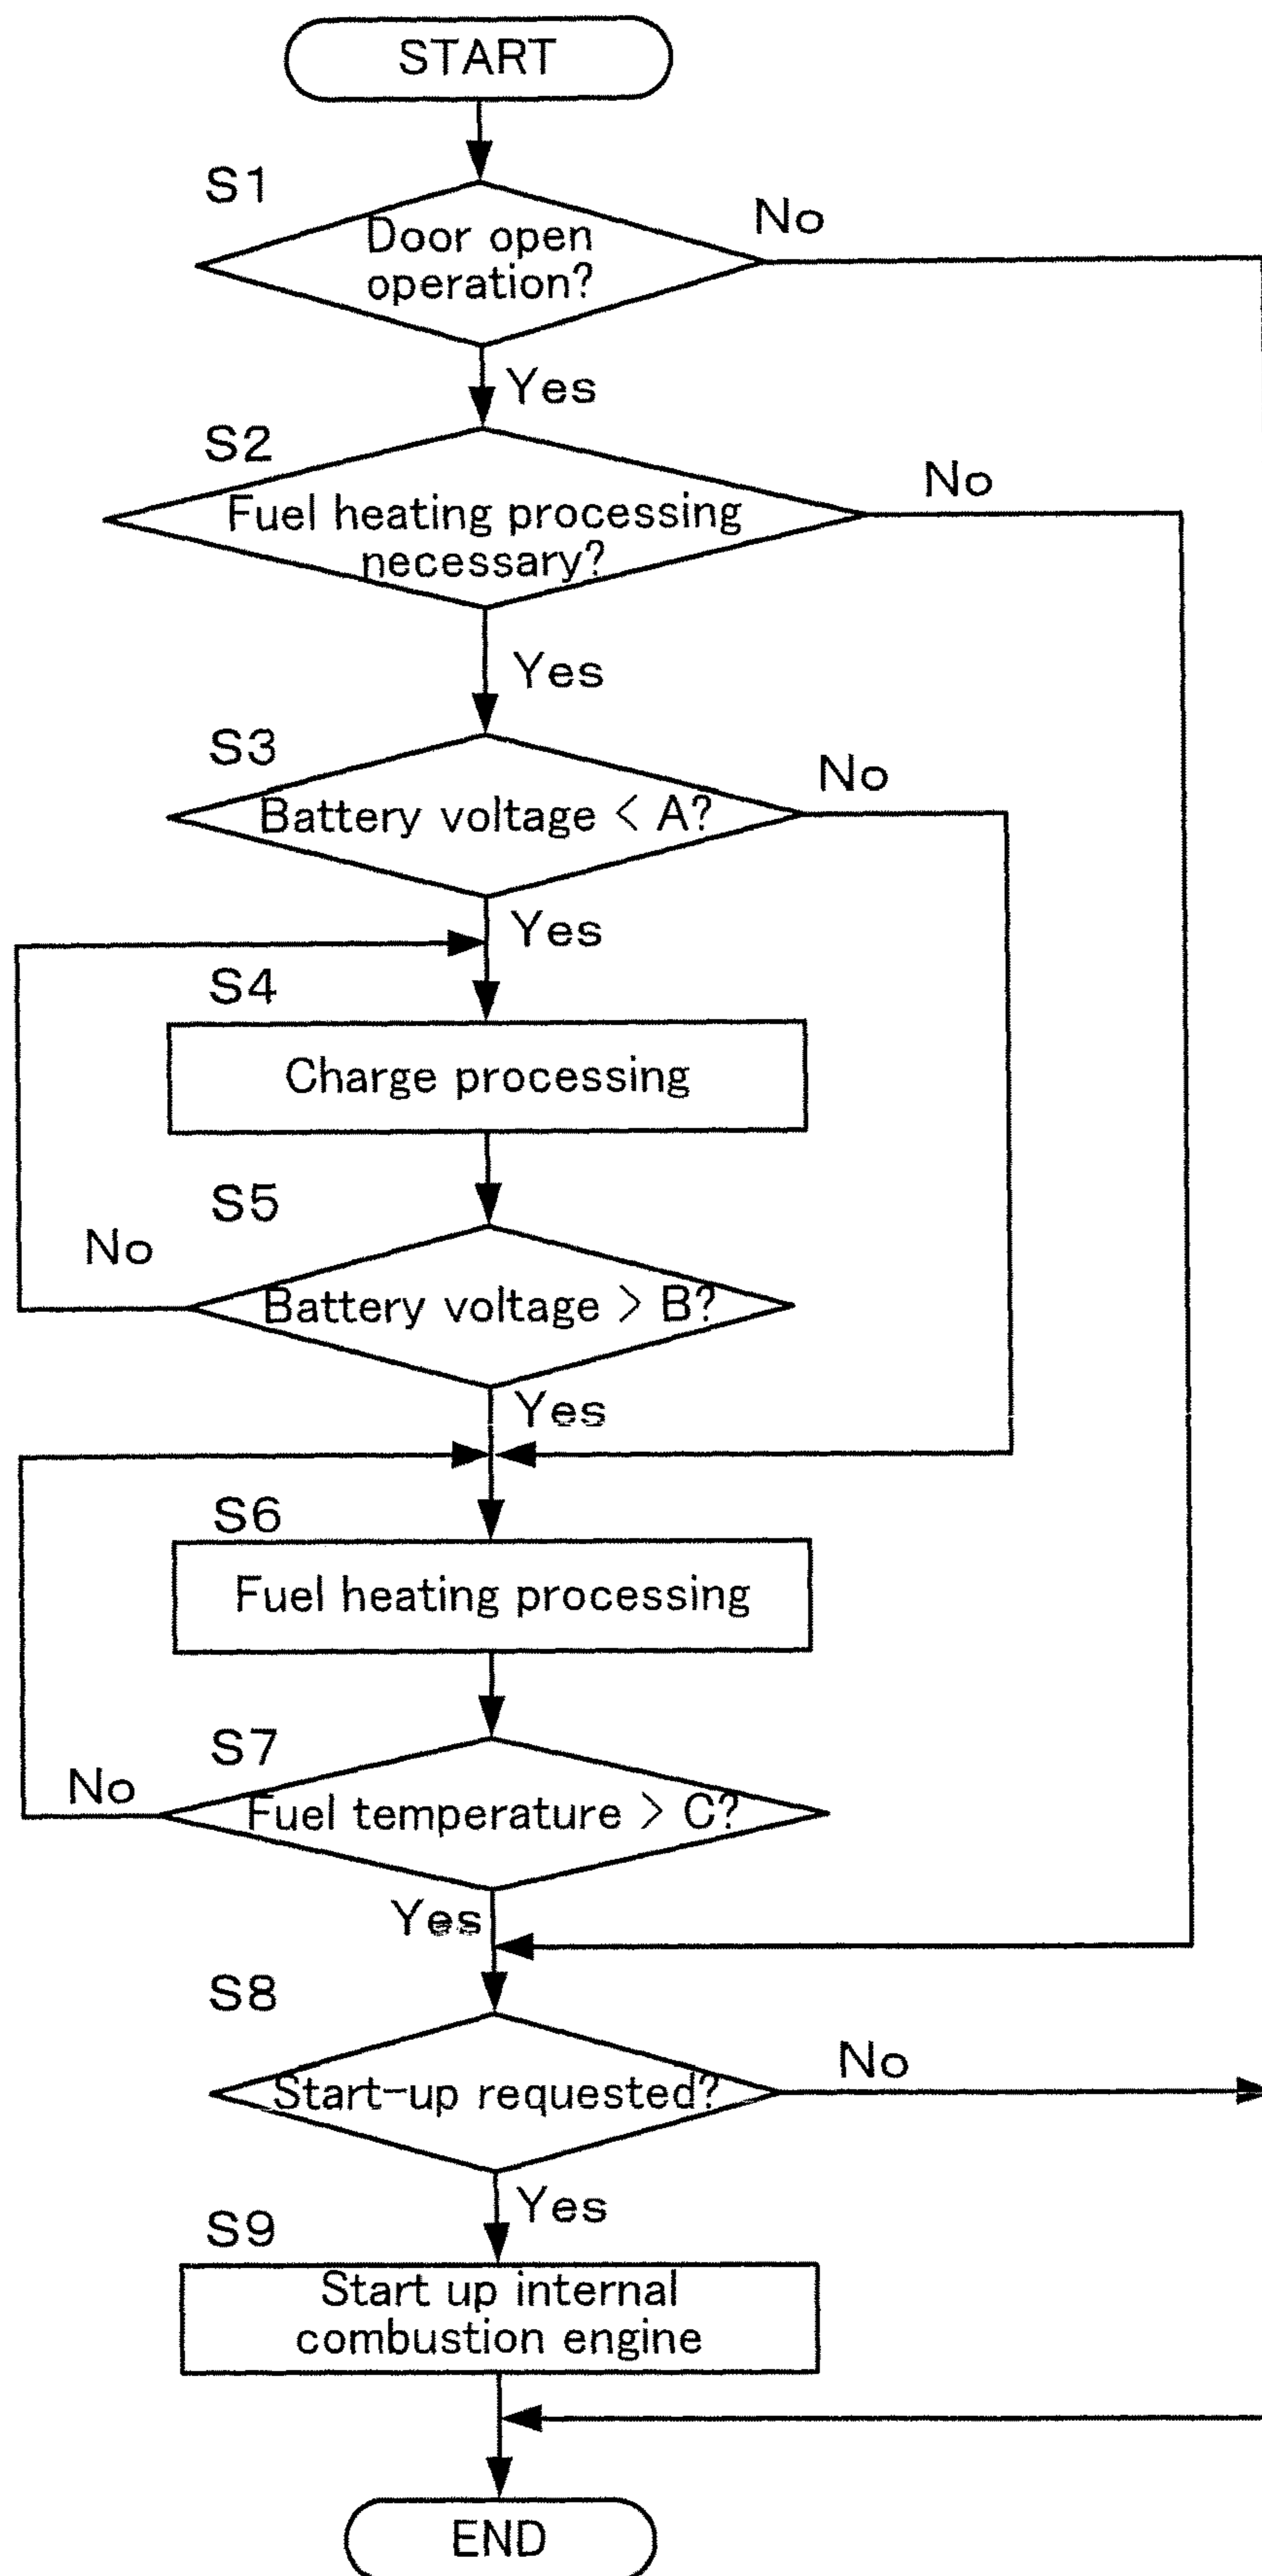 START
S1
Door open
operation?
No
Yes
S2
Fuel heating processing
necessary?
No
Yes
S3
Battery voltage < A?
No
Yes
S4
Charge processing
S5
No
Battery voltage > B?
Yes
S6
Fuel heating processing
S7
No
Fuel temperature > C?
Yes
S8
Start-up requested?
No
Yes
S9
Start up internal
combustion engine
END